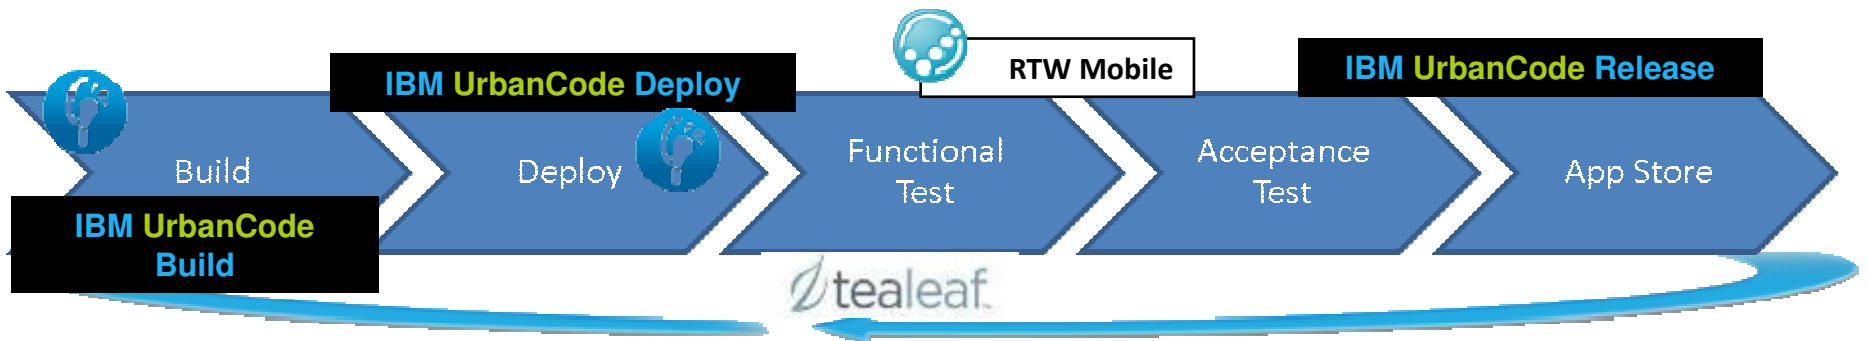 IBM UrbanCode Deploy
RTW Mobile
IBM UrbanCode Release
Build
Deploy
Functional
Test
Acceptance
Test
App Store
IBM UrbanCode
Build
tealeaf